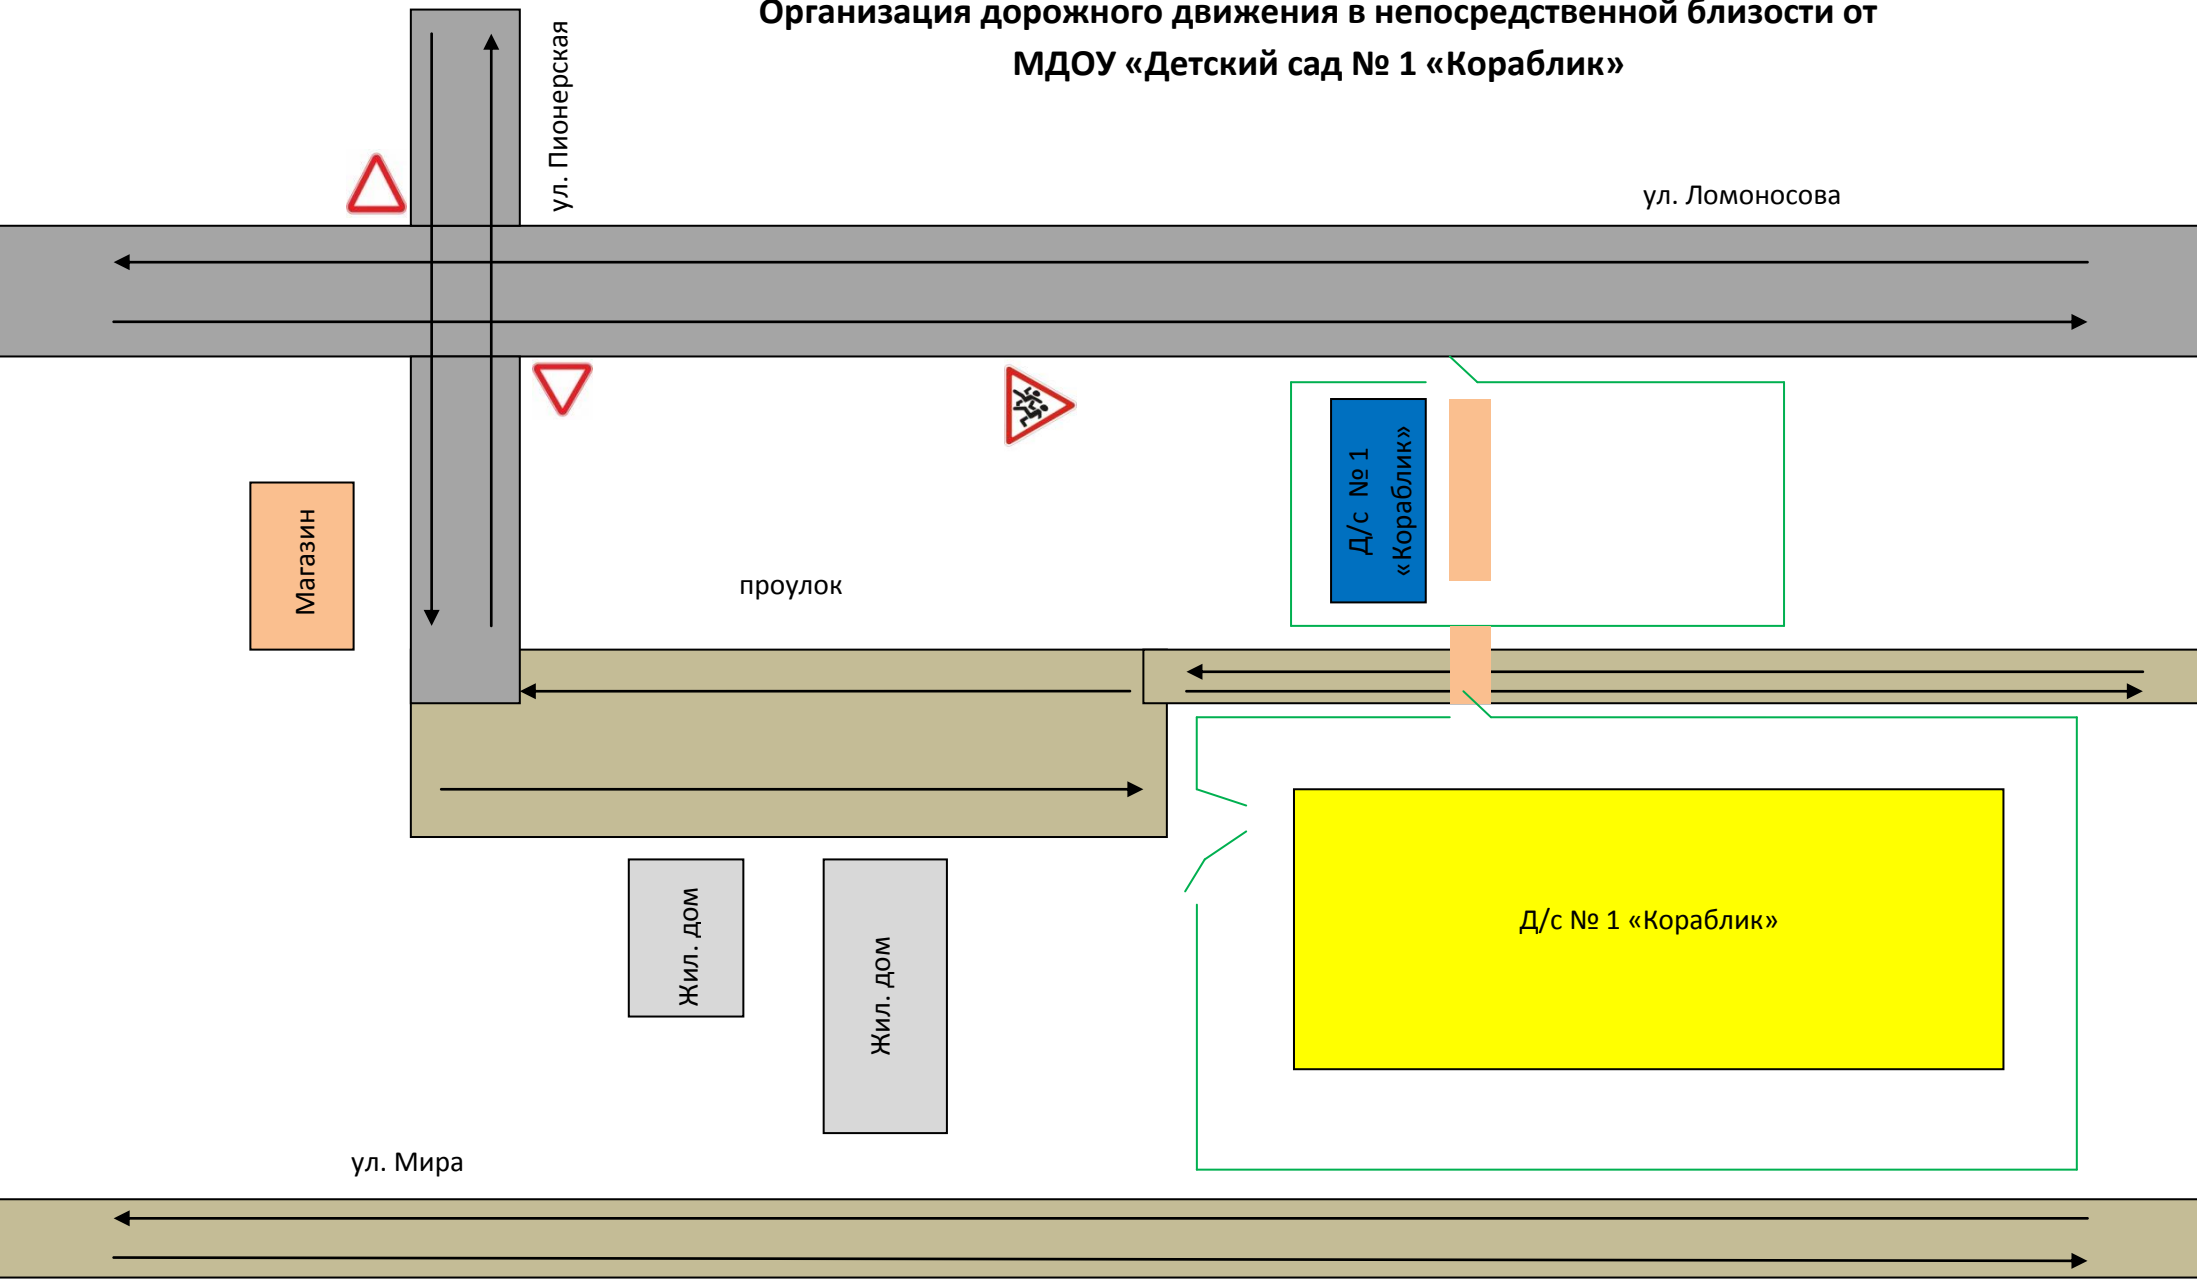 Организация дорожного движения в непосредственной близости от
МДОУ «Детский сад № 1 «Кораблик»
ул. Пионерская
ул. Ломоносова
Магазин
проулок
Д/с № 1
«Кораблик»
Жил. дом
Жил. дом
Д/с № 1 «Кораблик»
ул. Мира